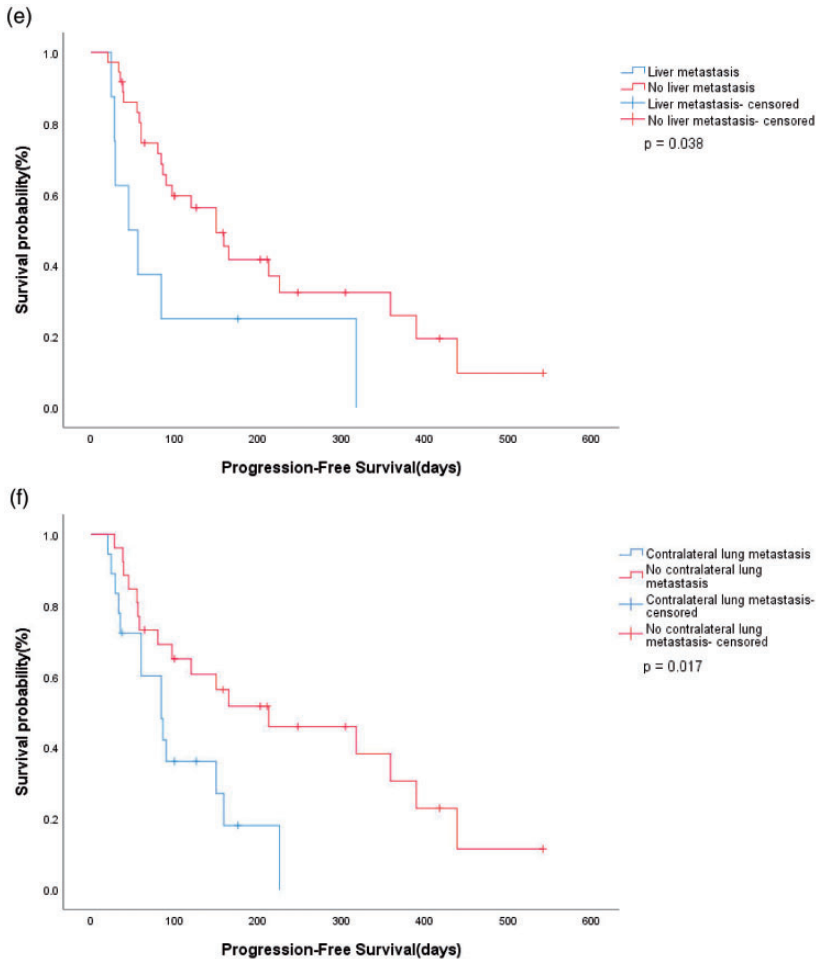 (e)
1.0
0.8
0.6
0.4
0.2
0.0
Survival probability(%)
0 100 200 300 400 500 600
Progression-Free Survival(days)
Liver metastasis
No liver metastasis
Liver metastasis- censored
No liver metastasis- censored
p = 0.038
(f)
1.0
0.8
0.6
0.4
0.2
0.0
Survival probability(%)
0 100 200 300 400 500 600
Progression-Free Survival(days)
Contralateral lung metastasis
No contralateral lung
metastasis
Contralateral lung metastasis-
censored
No contralateral lung
metastasis- censored
p = 0.017